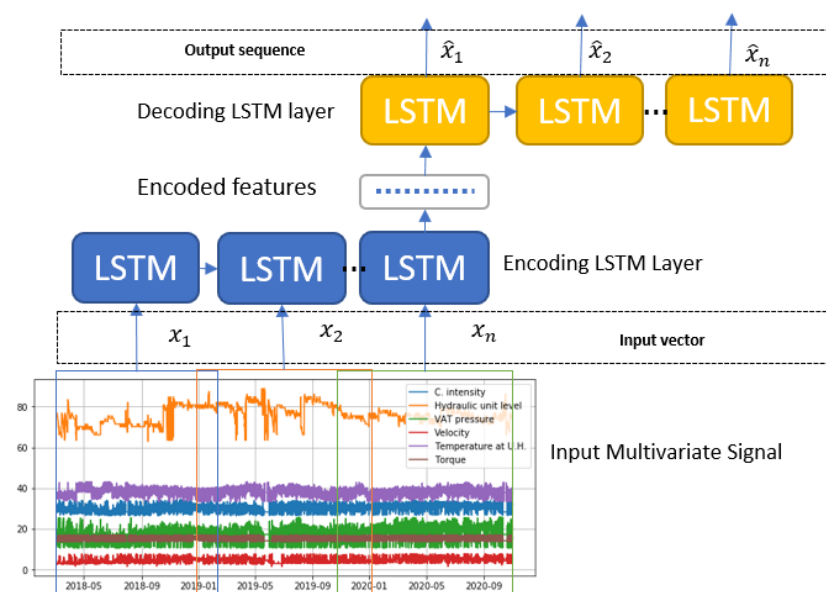 Output sequence
x̂₁
x̂₂
x̂ₙ
Decoding LSTM layer
LSTM
LSTM
LSTM
...
Encoded features
LSTM
LSTM
LSTM
...
Encoding LSTM Layer
x₁
x₂
xₙ
Input vector
80
60
40
20
0
C. intensity
Hydraulic unit level
VAT pressure
Velocity
Temperature at U.H.
Torque
Input Multivariate Signal
2018-05
2018-09
2019-01
2019-05
2019-09
2020-01
2020-05
2020-09